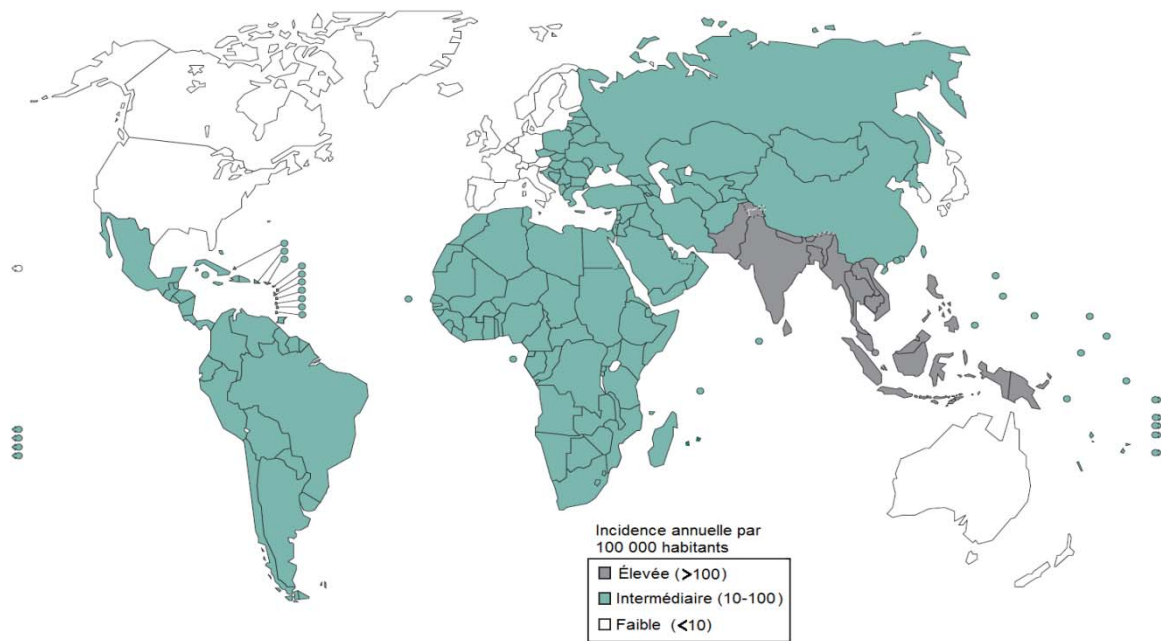 Incidence annuelle par
100 000 habitants
Élevée (>100)
Intermédiaire (10-100)
Faible (<10)